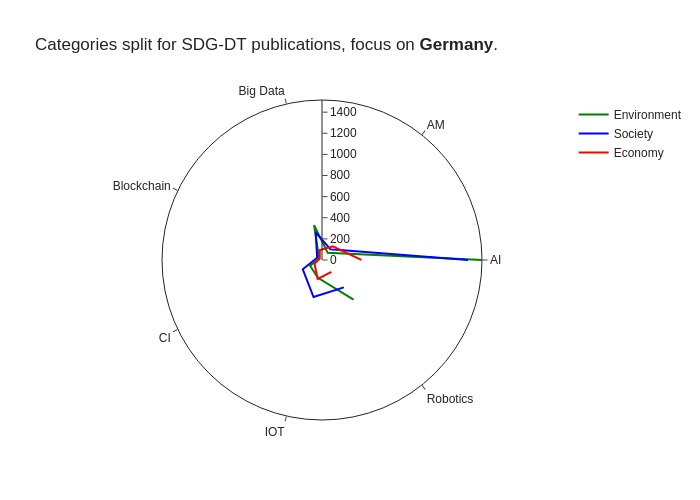 Categories split for SDG-DT publications, focus on Germany.
Big Data
AM
AI
Robotics
IOT
CI
Blockchain
1400
1200
1000
800
600
400
200
0
Environment
Society
Economy